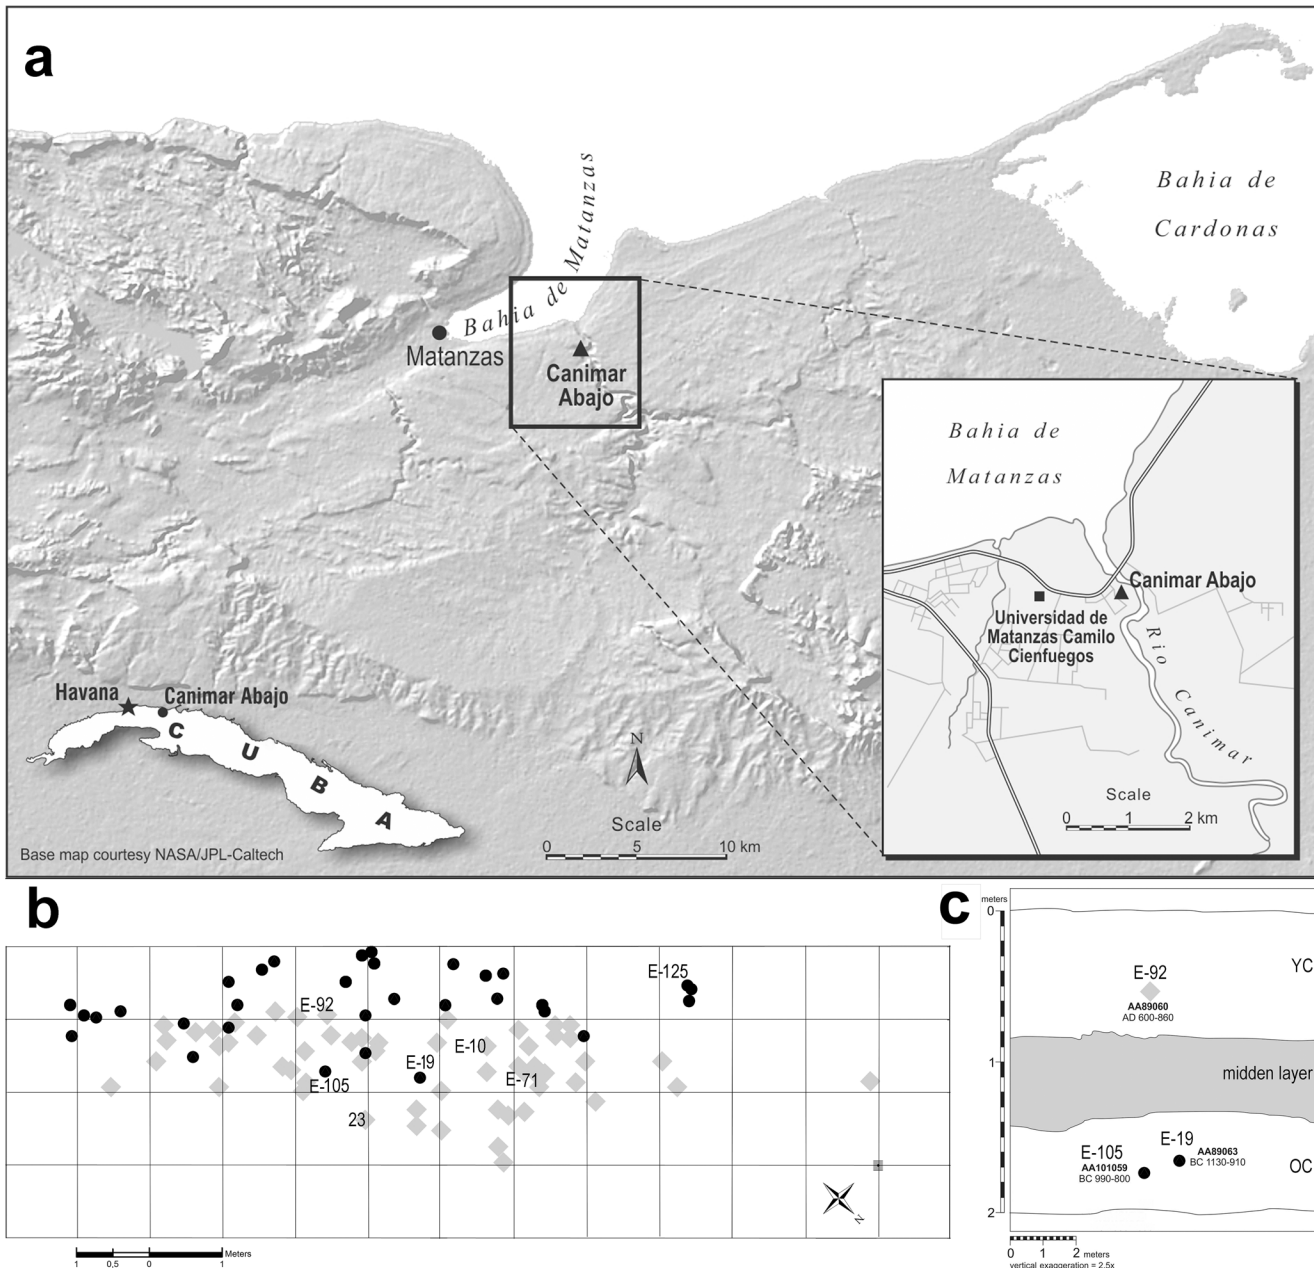 a
Bahia de
Cardonas
Bahia de Matanzas
Bahia de
Matanzas
Canimar
Abajo
Bahia de
Matanzas
Canimar Abajo
Universidad de
Matanzas Camilo
Cienfuegos
Rio Canimar
Scale
0 1 2 km
Havana
Canimar Abajo
CUBA
N
Scale
0 5 10 km
Base map courtesy NASA/JPL-Caltech
b
E-125
E-92
E-10
E-19
E-105
E-71
23
N
1 0,5 0 1 Meters
c
meters
0
YC
E-92
AA89060
AD 600-860
1
midden layer
E-19
E-105
AA89063
BC 1130-910
AA101059
BC 990-800
OC
2
0 1 2 meters
vertical exaggeration = 2.5x